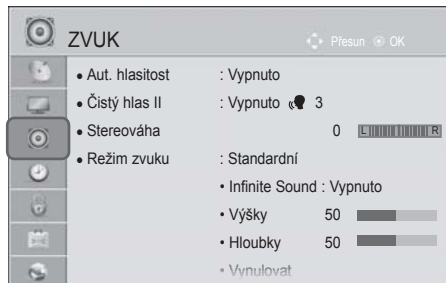 ZVUK
Přesun OK
• Aut. hlasitost : Vypnuto
• Čistý hlas II : Vypnuto 3
• Stereováha 0 L R
• Režim zvuku : Standardní
• Infinite Sound : Vypnuto
• Výšky 50
• Hloubky 50
• Vynulovat